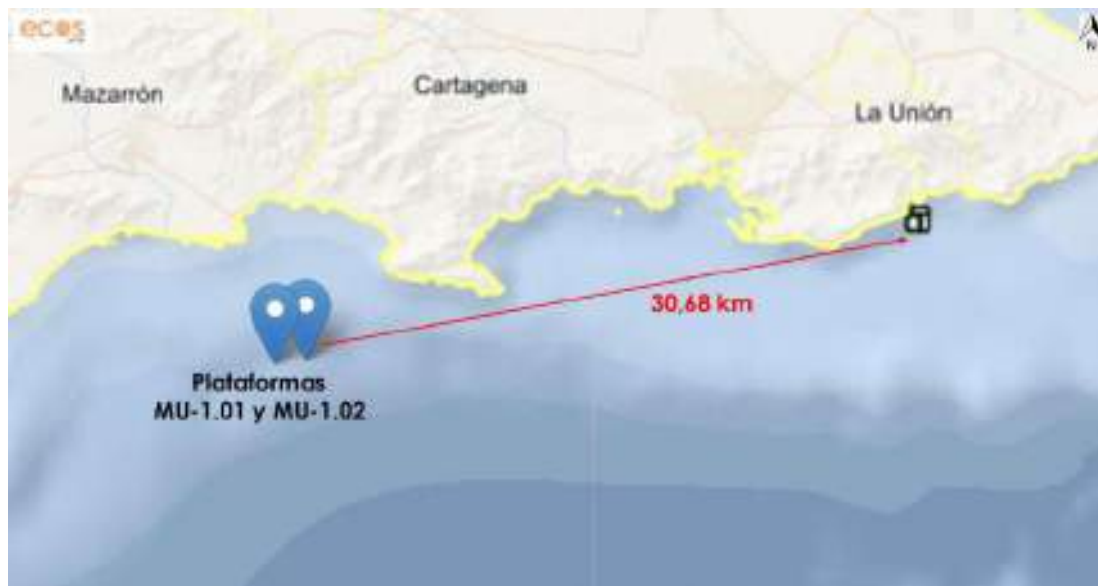 ecos
N
Mazarrón
Cartagena
La Unión
30,68 km
Plataformas
MU-1.01 y MU-1.02